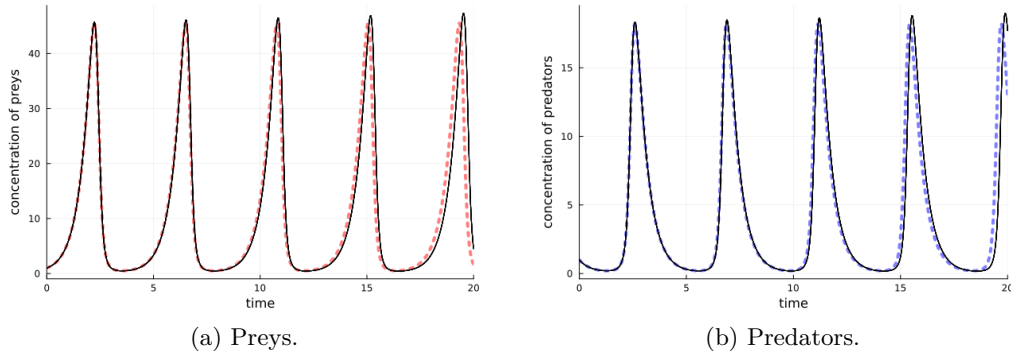 concentration of preys
40
30
20
10
0
0 5 10 15 20
time
(a) Preys.
concentration of predators
15
10
5
0
0 5 10 15 20
time
(b) Predators.